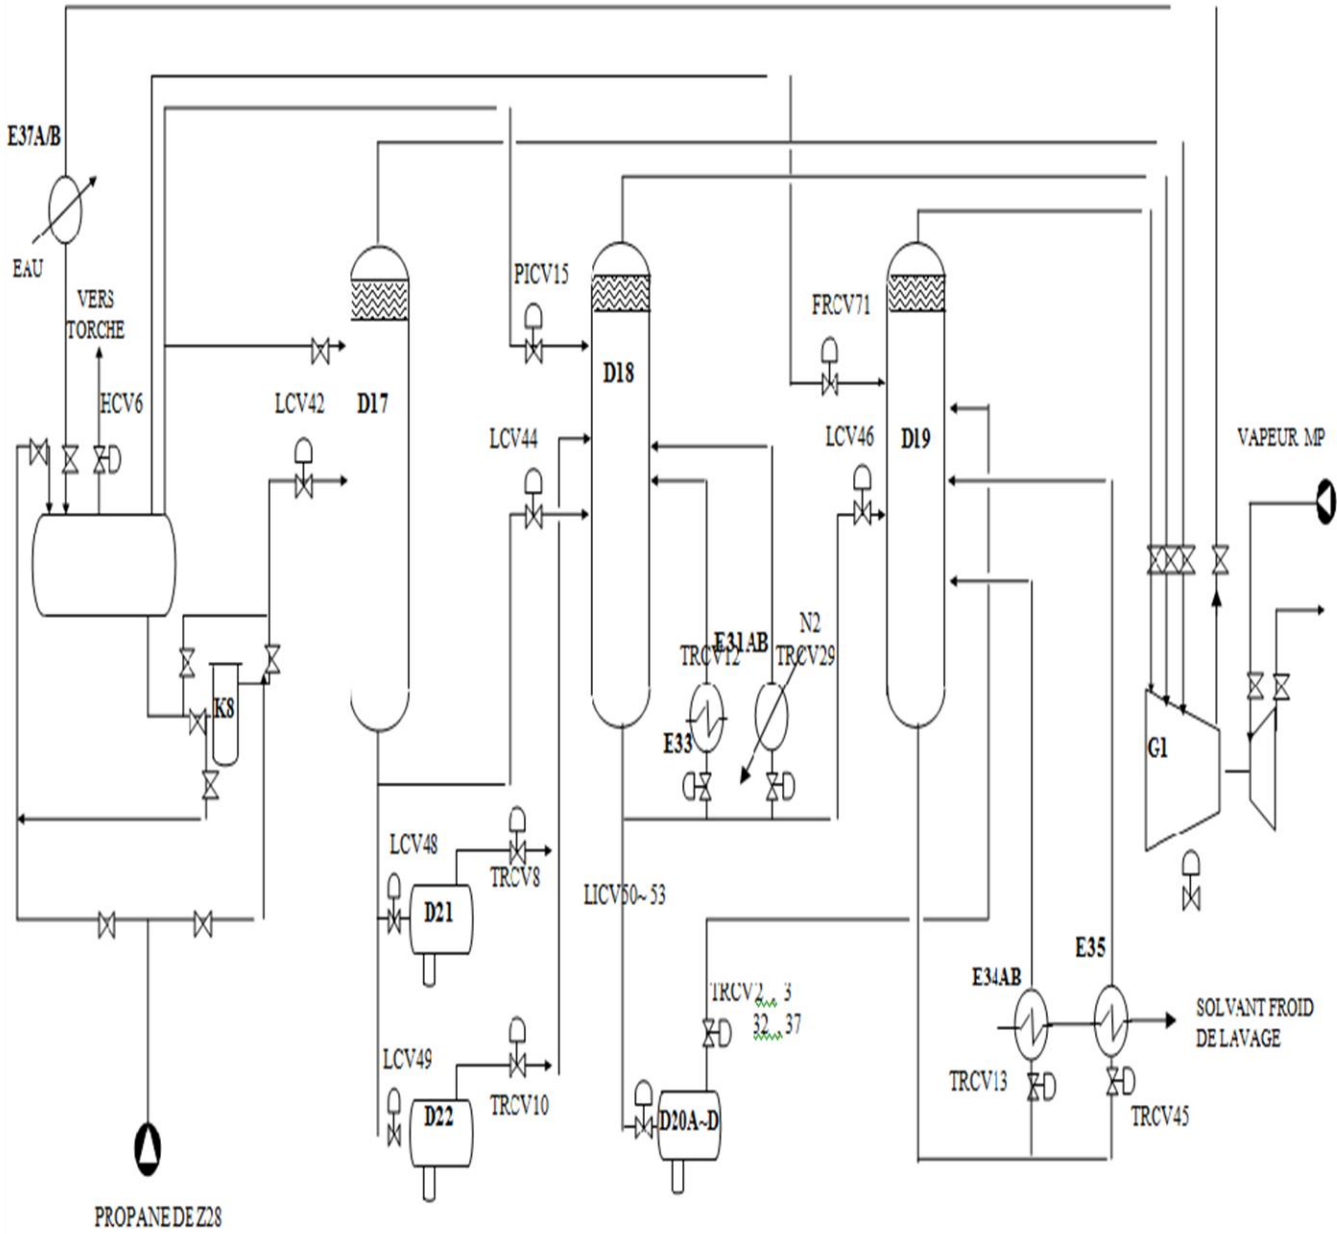 E37A/B
EAU
VERS
TORCHE
HCV6
PICV15
FRCV71
D18
LCV42
D17
LCV44
LCV46
D19
VAPEUR MP
N2
E31AB
TRCV12
TRCV29
K8
E33
G1
LCV48
TRCV8
D21
LICV50~53
E35
E34AB
TRCV2... 3
32...37
SOLVANT FROID
DE LAVAGE
LCV49
D22
TRCV10
D20A~D
TRCV13
TRCV45
PROPANE DE Z28